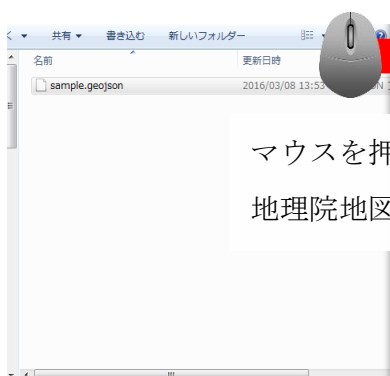 共有 書き込む 新しいフォルダー
名前 更新日時
sample.geojson 2016/03/08 13:53
マウスを押
地理院地図